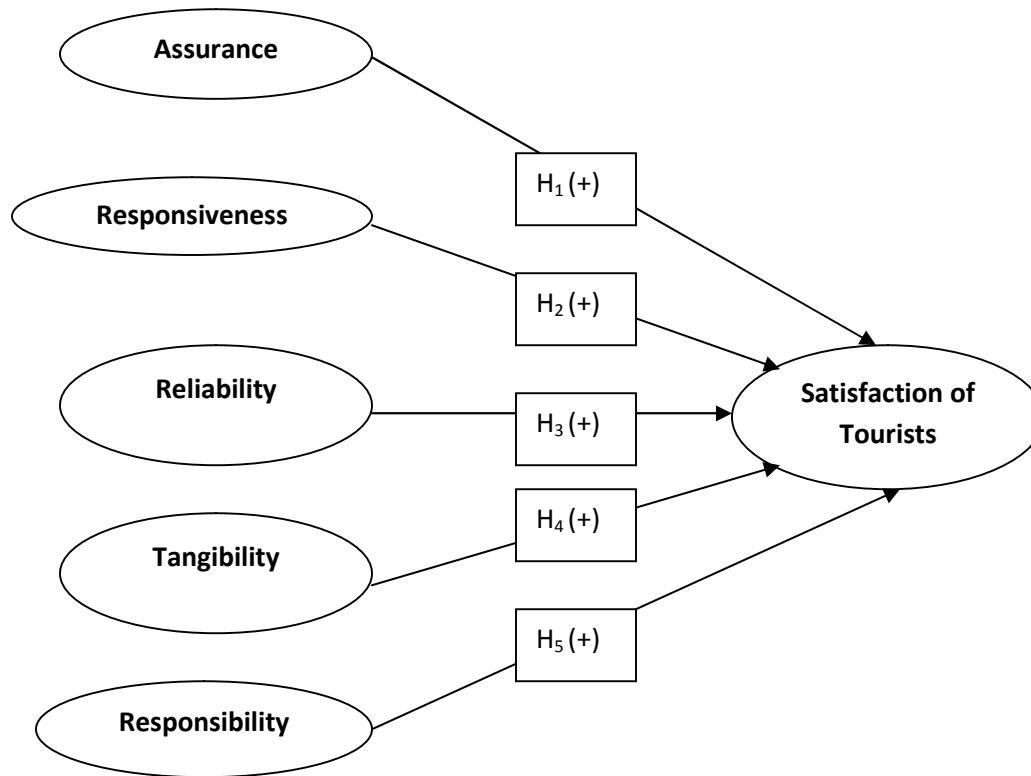 Assurance
H₁ (+)
Responsiveness
H₂ (+)
Reliability
H₃ (+)
Satisfaction of
Tourists
H₄ (+)
Tangibility
H₅ (+)
Responsibility